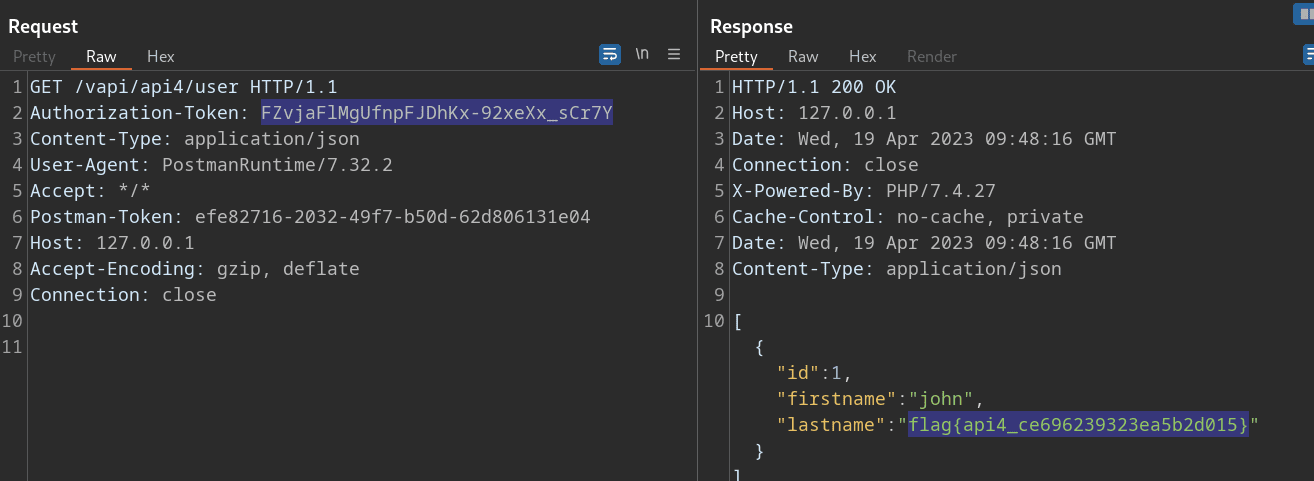 Request
Pretty Raw Hex \n
1 GET /vapi/api4/user HTTP/1.1
2 Authorization-Token: FZvjaFlMgUfnpFJDhKx-92xeXx_sCr7Y
3 Content-Type: application/json
4 User-Agent: PostmanRuntime/7.32.2
5 Accept: */*
6 Postman-Token: efe82716-2032-49f7-b50d-62d806131e04
7 Host: 127.0.0.1
8 Accept-Encoding: gzip, deflate
9 Connection: close
10
11
Response
Pretty Raw Hex Render
1 HTTP/1.1 200 OK
2 Host: 127.0.0.1
3 Date: Wed, 19 Apr 2023 09:48:16 GMT
4 Connection: close
5 X-Powered-By: PHP/7.4.27
6 Cache-Control: no-cache, private
7 Date: Wed, 19 Apr 2023 09:48:16 GMT
8 Content-Type: application/json
9
10 [
{
"id":1,
"firstname":"john",
"lastname":"flag{api4_ce696239323ea5b2d015}"
}
]